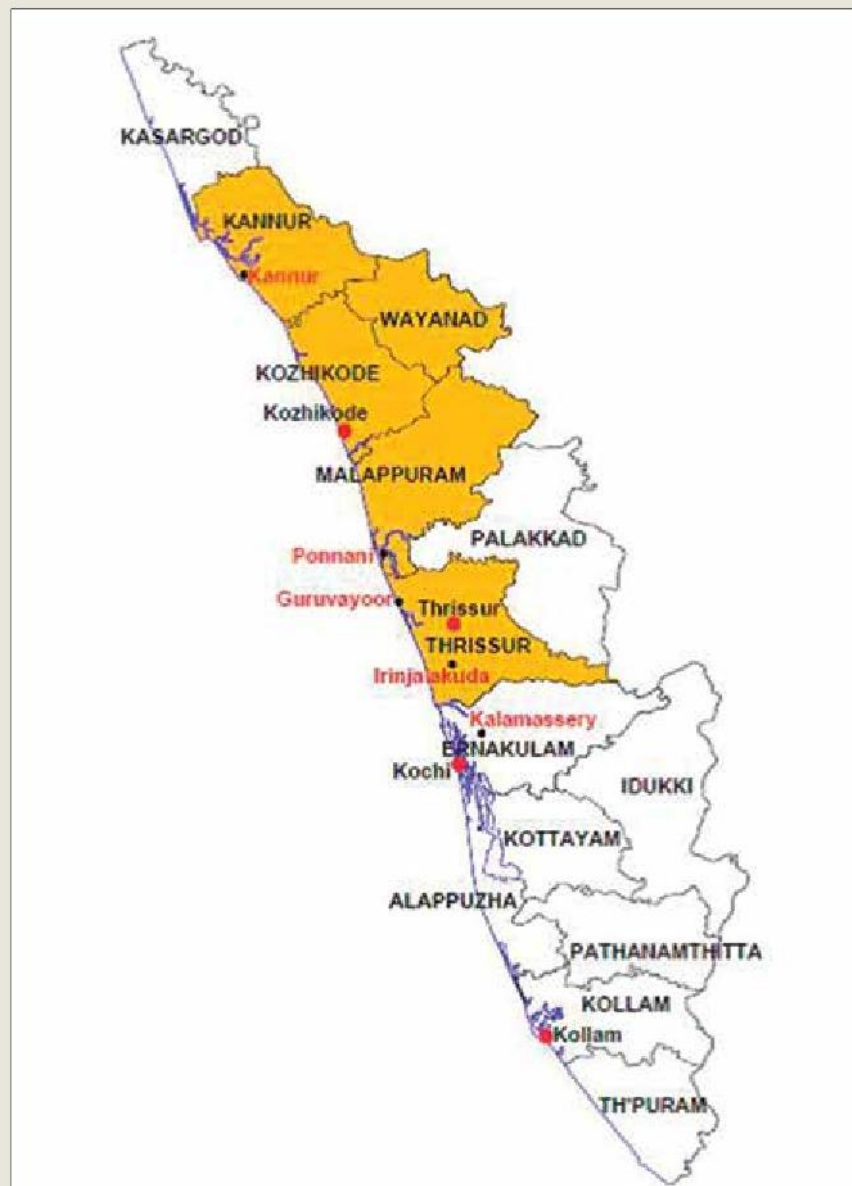 KASARGOD
KANNUR
Kannur
WAYANAD
KOZHIKODE
Kozhikode
MALAPPURAM
PALAKKAD
Ponnani
Guruvayoor
Thrissur
THRISSUR
Irinjalakuda
Kalamassery
ERNAKULAM
Kochi
IDUKKI
KOTTAYAM
ALAPPUZHA
PATHANAMTHITTA
KOLLAM
Kollam
TH'PURAM